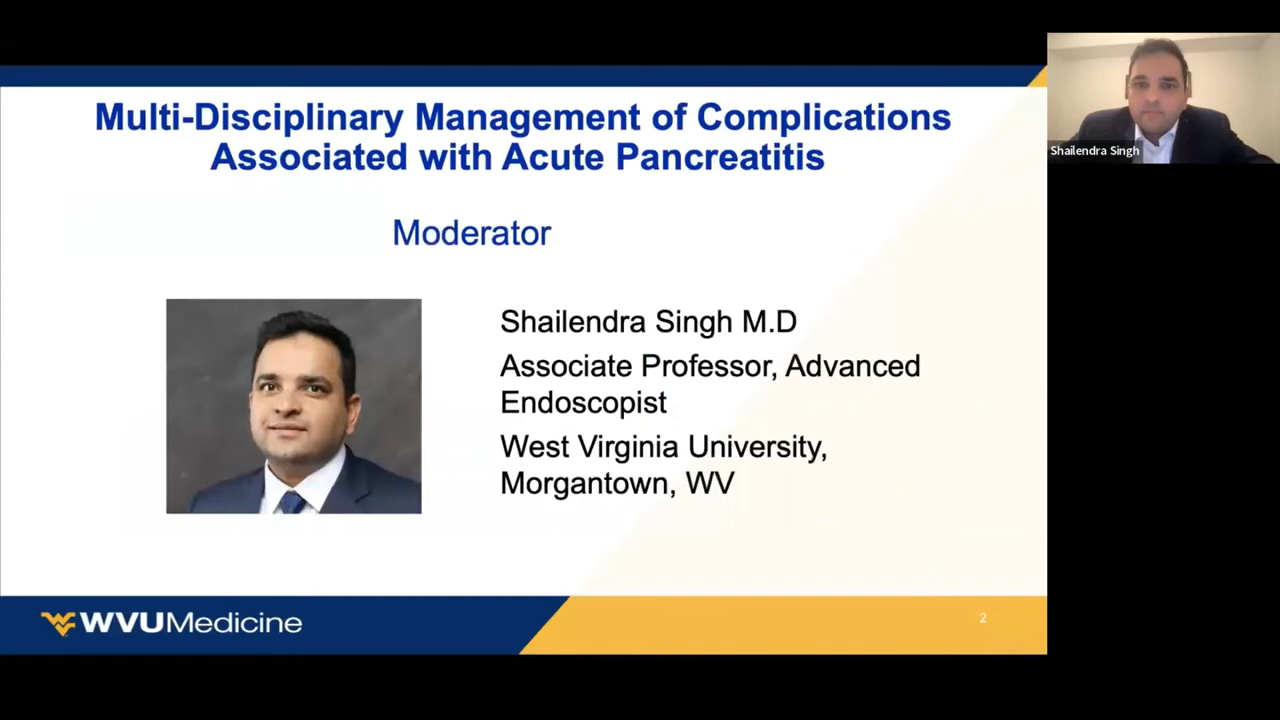 Multi-Disciplinary Management of Complications
Associated with Acute Pancreatitis
Moderator
Shailendra Singh M.D
Associate Professor, Advanced
Endoscopist
West Virginia University,
Morgantown, WV
WVUMedicine
2
Shailendra Singh